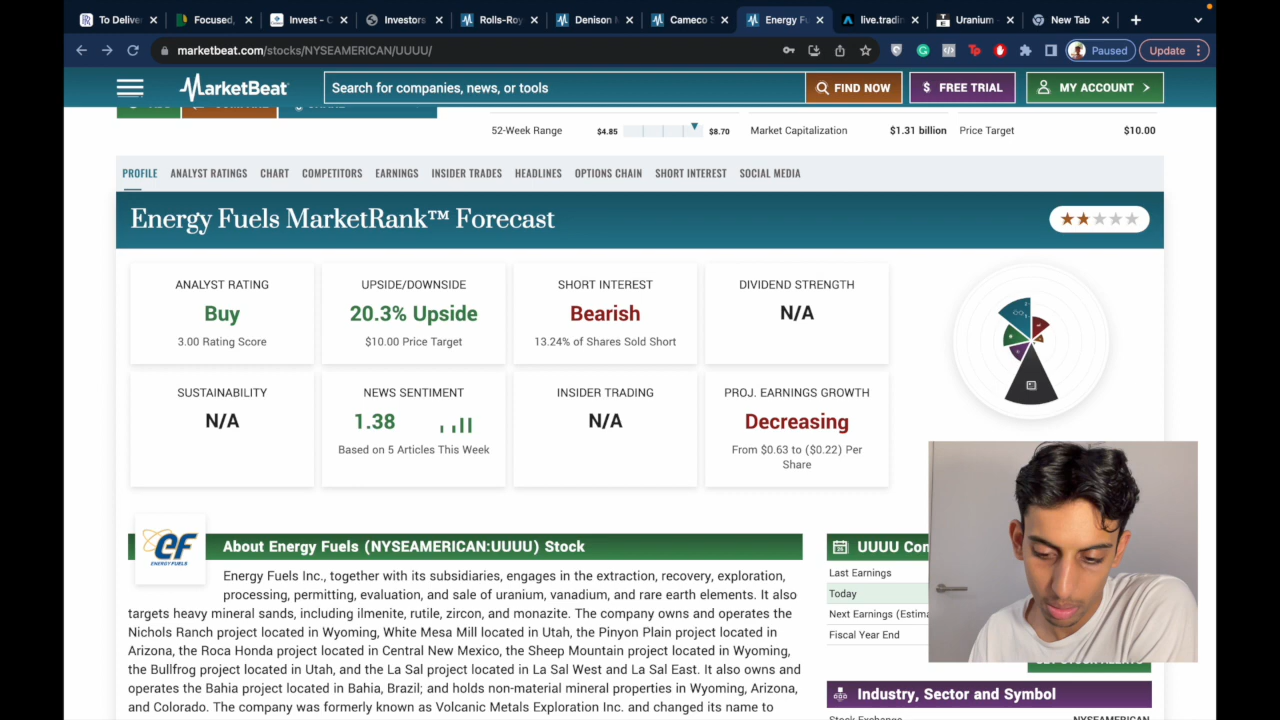 To Deliver
Focused,
Invest - C
Investors
Rolls-Roy
Denison M
Cameco S
Energy Fu
live.tradin
Uranium -
New Tab
marketbeat.com/stocks/NYSEAMERICAN/UUUU/
Paused
Update
MARKETBEAT
Search for companies, news, or tools
FIND NOW
$ FREE TRIAL
MY ACCOUNT
52-Week Range
$4.85
$8.70
Market Capitalization
$1.31 billion
Price Target
$10.00
PROFILE
ANALYST RATINGS
CHART
COMPETITORS
EARNINGS
INSIDER TRADES
HEADLINES
OPTIONS CHAIN
SHORT INTEREST
SOCIAL MEDIA
Energy Fuels MarketRank™ Forecast
ANALYST RATING
Buy
3.00 Rating Score
UPSIDE/DOWNSIDE
20.3% Upside
$10.00 Price Target
SHORT INTEREST
Bearish
13.24% of Shares Sold Short
DIVIDEND STRENGTH
N/A
SUSTAINABILITY
N/A
NEWS SENTIMENT
1.38
Based on 5 Articles This Week
INSIDER TRADING
N/A
PROJ. EARNINGS GROWTH
Decreasing
From $0.63 to ($0.22) Per
Share
ef
ENERGY FUELS
About Energy Fuels (NYSEAMERICAN:UUUU) Stock
Energy Fuels Inc., together with its subsidiaries, engages in the extraction, recovery, exploration,
processing, permitting, evaluation, and sale of uranium, vanadium, and rare earth elements. It also
targets heavy mineral sands, including ilmenite, rutile, zircon, and monazite. The company owns and operates the
Nichols Ranch project located in Wyoming, White Mesa Mill located in Utah, the Pinyon Plain project located in
Arizona, the Roca Honda project located in Central New Mexico, the Sheep Mountain project located in Wyoming,
the Bullfrog project located in Utah, and the La Sal project located in La Sal West and La Sal East. It also owns and
operates the Bahia project located in Bahia, Brazil; and holds non-material mineral properties in Wyoming, Arizona,
and Colorado. The company was formerly known as Volcanic Metals Exploration Inc. and changed its name to
UUUU Con
Last Earnings
Today
Next Earnings (Estima
Fiscal Year End
Industry, Sector and Symbol
Stock Exchange
NYSEAMERICAN